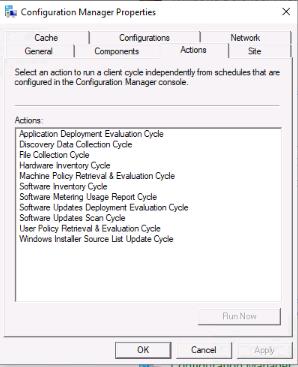 Configuration Manager Properties
Cache
Configurations
Network
General
Components
Actions
Site
Select an action to run a client cycle independently from schedules that are
configured in the Configuration Manager console.
Actions:
Application Deployment Evaluation Cycle
Discovery Data Collection Cycle
File Collection Cycle
Hardware Inventory Cycle
Machine Policy Retrieval & Evaluation Cycle
Software Inventory Cycle
Software Metering Usage Report Cycle
Software Updates Deployment Evaluation Cycle
Software Updates Scan Cycle
User Policy Retrieval & Evaluation Cycle
Windows Installer Source List Update Cycle
Run Now
OK
Cancel
Apply
Configuration Manager